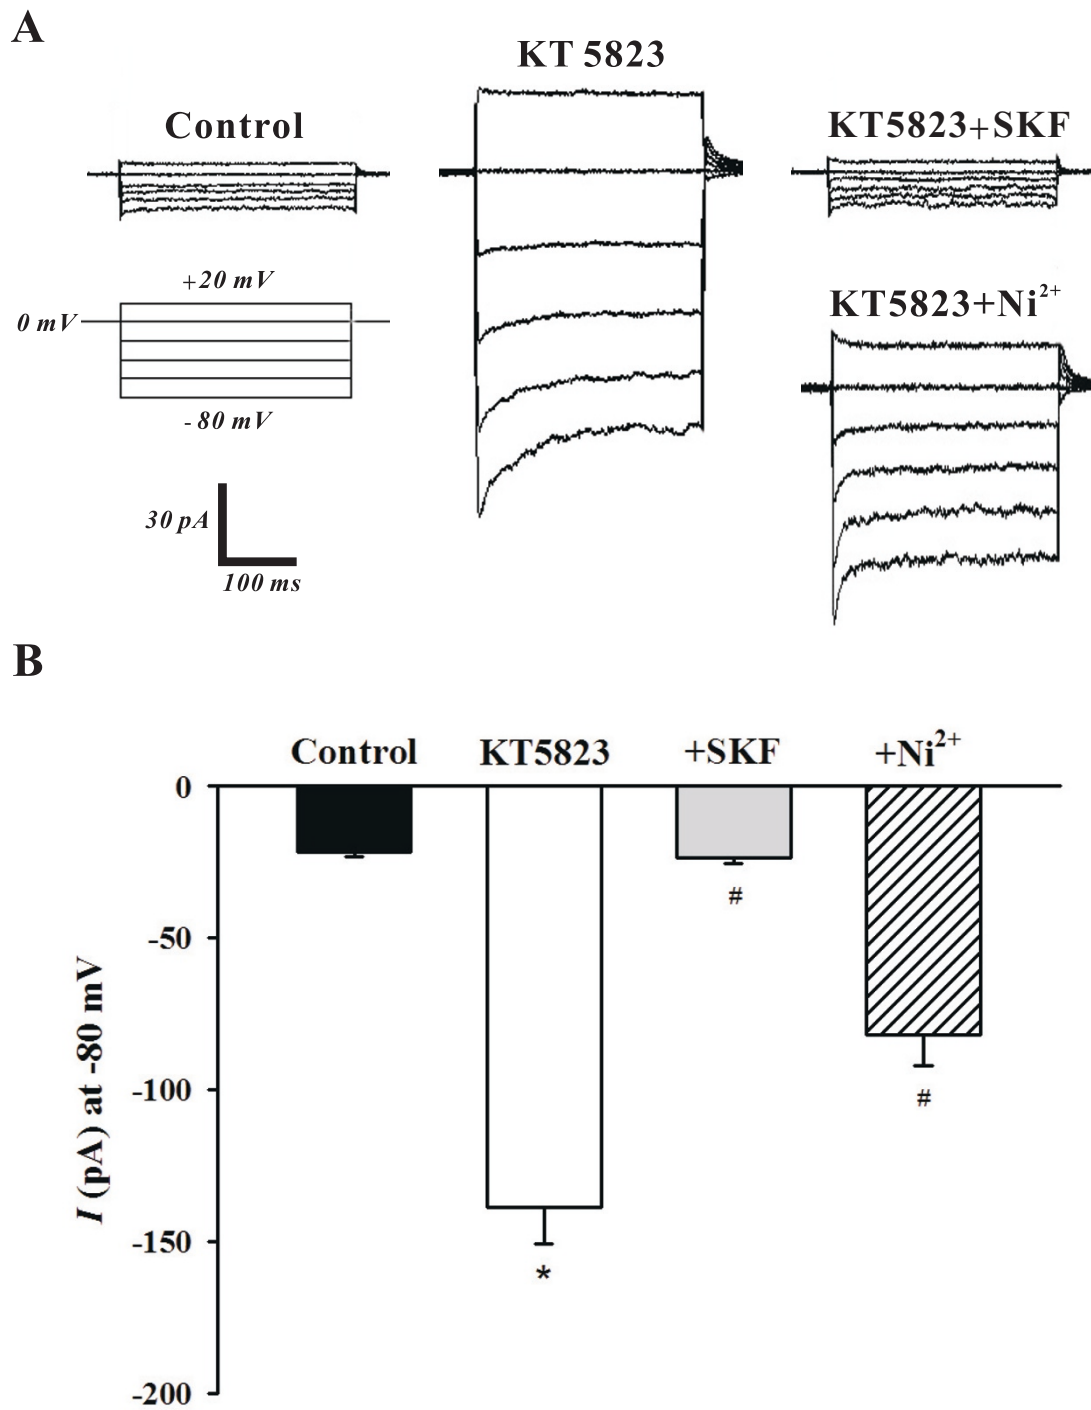 A
KT 5823
Control
KT5823+SKF
+20 mV
0 mV
-80 mV
KT5823+Ni²⁺
30 pA
100 ms
B
Control KT5823 +SKF +Ni²⁺
0
-50
-100
-150
-200
I (pA) at -80 mV
#
#
*